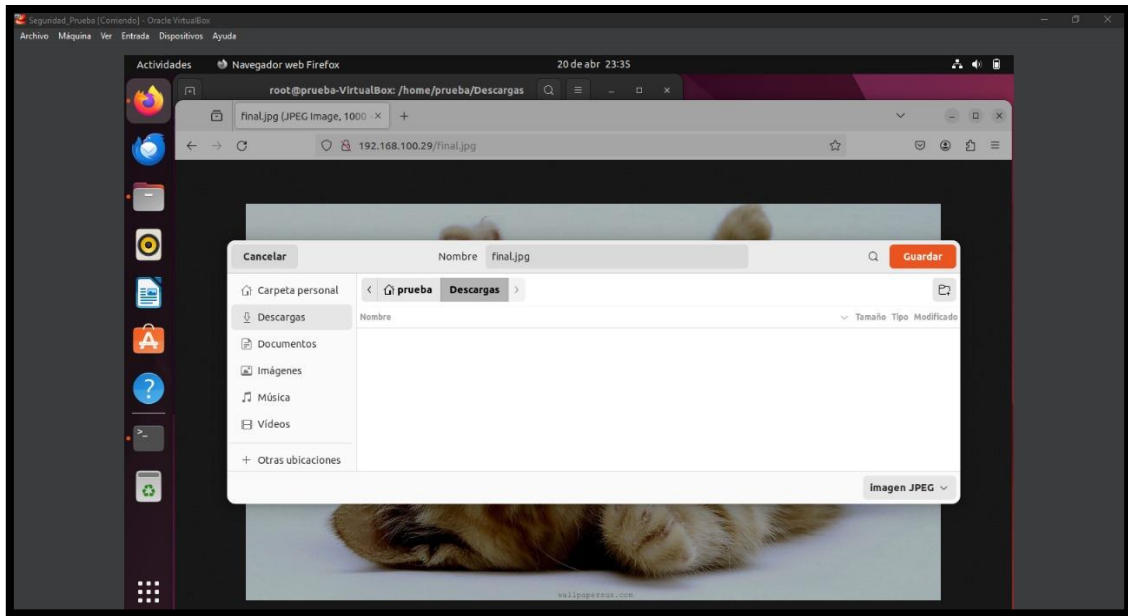 Seguridad_Prueba [Corriendo] - Oracle VirtualBox
Archivo Máquina Ver Entrada Dispositivos Ayuda
Actividades Navegador web Firefox 20 de abr 23:35
root@prueba-VirtualBox: /home/prueba/Descargas
final.jpg (JPEG Image, 1000
192.168.100.29/final.jpg
Cancelar Nombre final.jpg Guardar
Carpeta personal prueba Descargas
Descargas Nombre Tamaño Tipo Modificado
Documentos
Imágenes
Música
Vídeos
+ Otras ubicaciones
imagen JPEG
wallpapersus.com